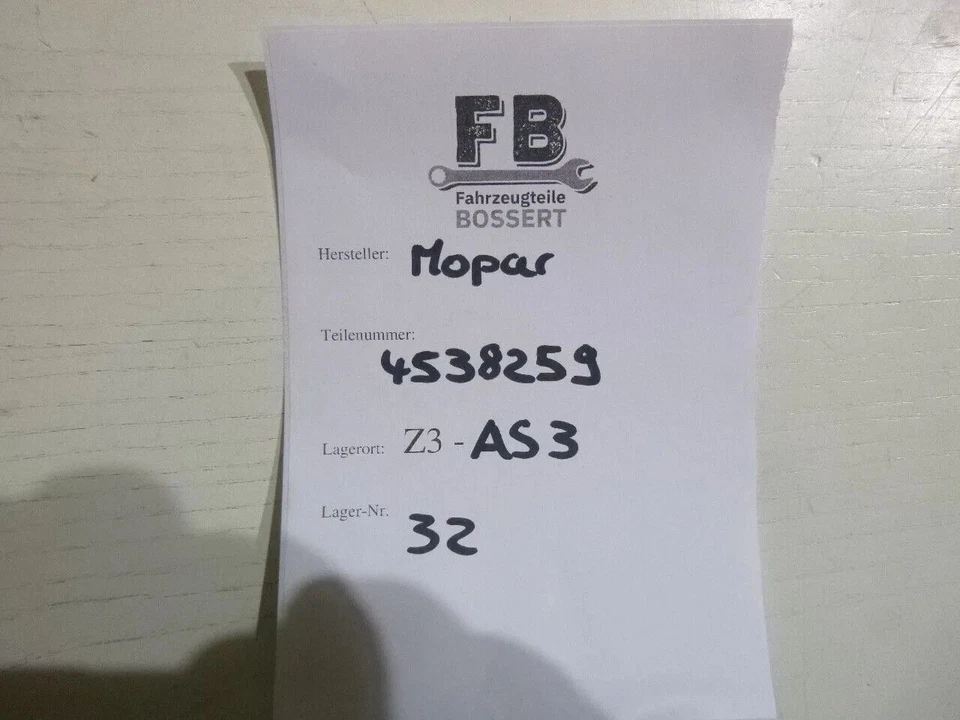 FB
Fahrzeugteile
BOSSERT
Hersteller: Mopar
Teilenummer:
4538259
Lagerort: Z3 - AS3
Lager-Nr. 32